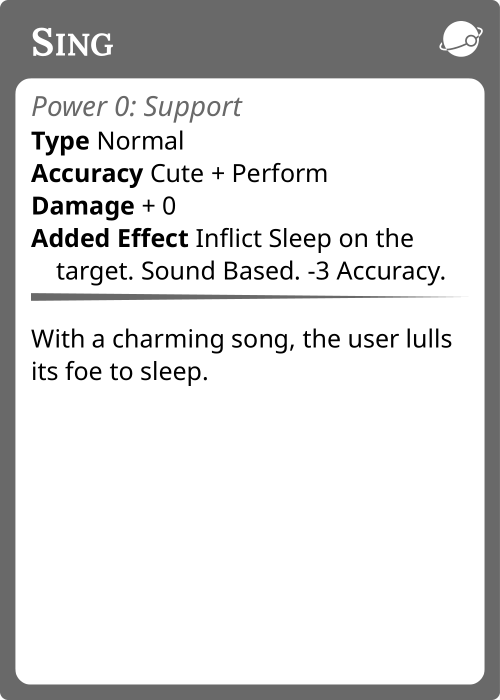 Sing
Power 0: Support
Type Normal
Accuracy Cute + Perform
Damage + 0
Added Effect Inflict Sleep on the
target. Sound Based. -3 Accuracy.
With a charming song, the user lulls
its foe to sleep.